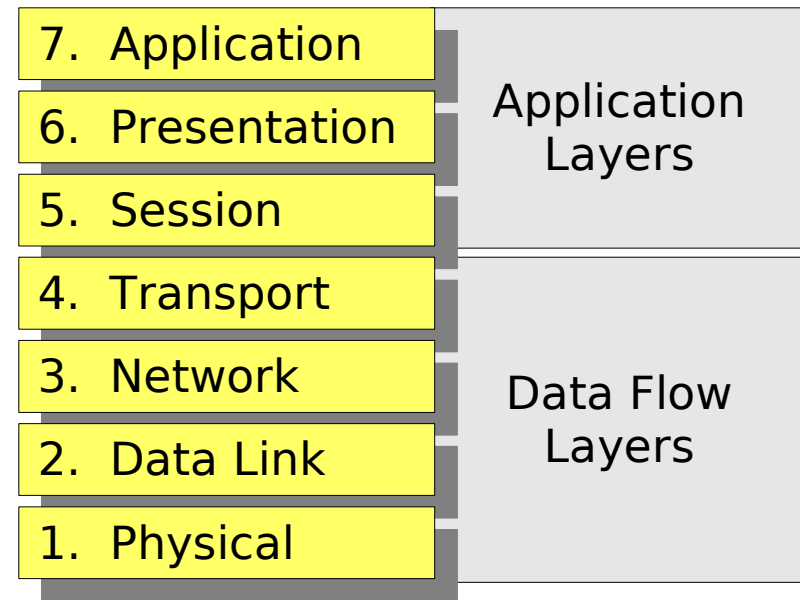 7. Application
6. Presentation
5. Session
4. Transport
3. Network
2. Data Link
1. Physical
Application
Layers
Data Flow
Layers